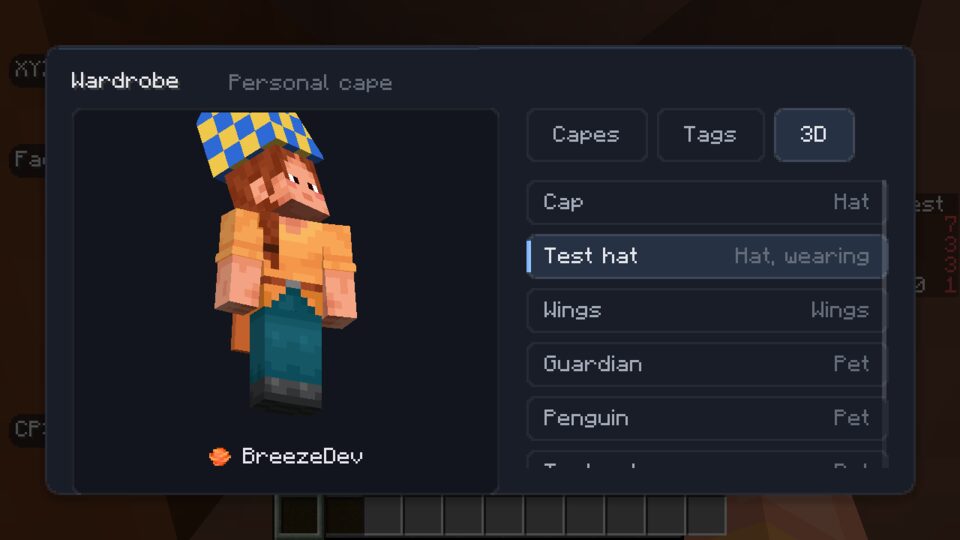 Wardrobe
Personal cape
Capes
Tags
3D
Cap
Hat
Test hat
Hat, wearing
Wings
Wings
Guardian
Pet
Penguin
Pet
BreezeDev